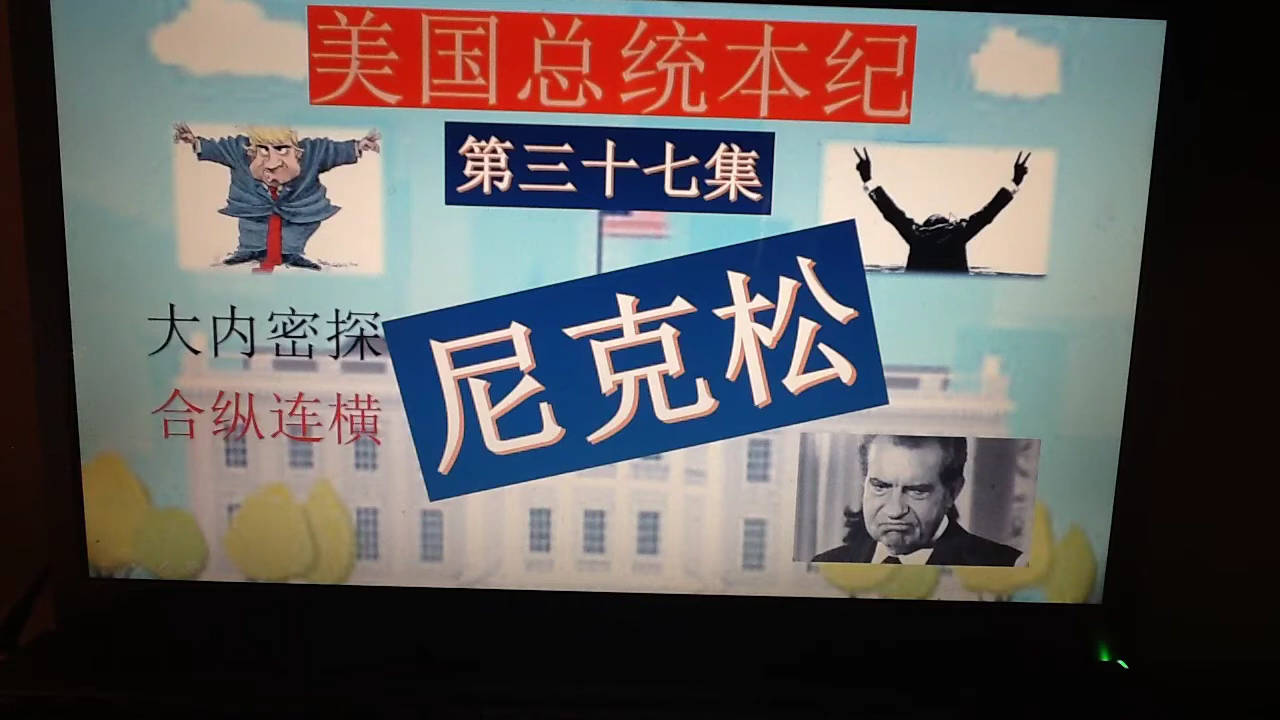 美国总统本纪
第三十七集
尼克松
大内密探
合纵连横